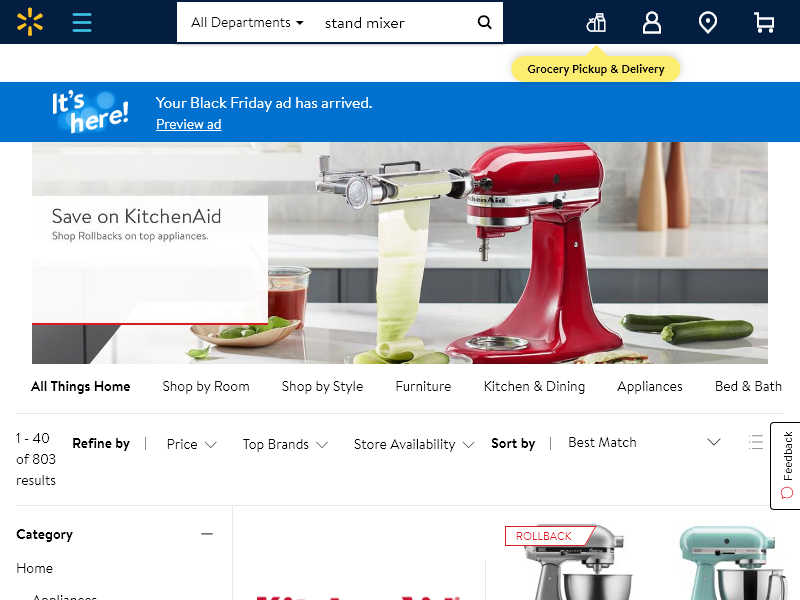 All Departments
stand mixer
Grocery Pickup & Delivery
It's here!
Your Black Friday ad has arrived.
Preview ad
Save on KitchenAid
Shop Rollbacks on top appliances.
KitchenAid
All Things Home
Shop by Room
Shop by Style
Furniture
Kitchen & Dining
Appliances
Bed & Bath
1 - 40
of 803
results
Refine by
Price
Top Brands
Store Availability
Sort by
Best Match
Feedback
Category
Home
Appliances
ROLLBACK